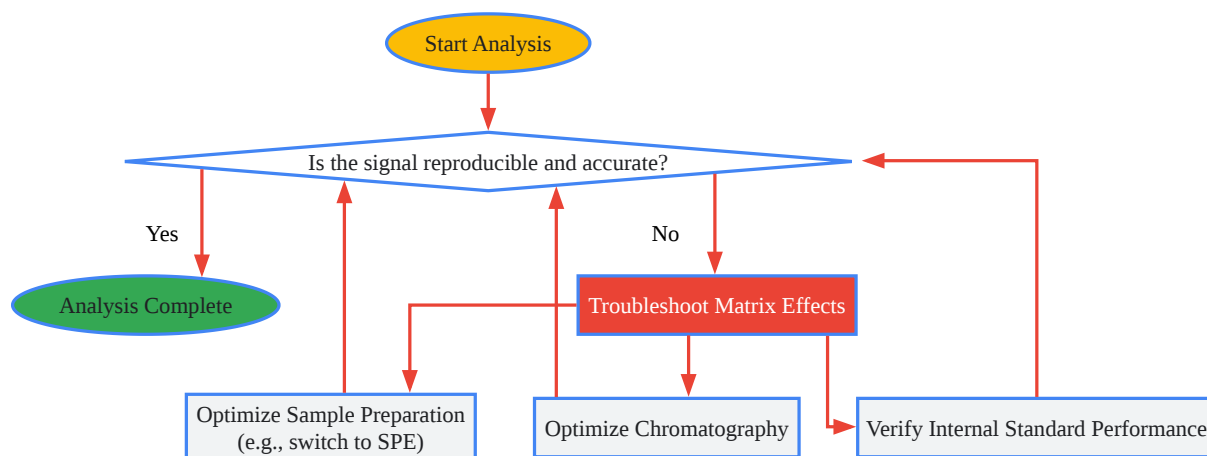 Start Analysis
Is the signal reproducible and accurate?
Yes
No
Analysis Complete
Troubleshoot Matrix Effects
Optimize Sample Preparation
(e.g., switch to SPE)
Optimize Chromatography
Verify Internal Standard Performance